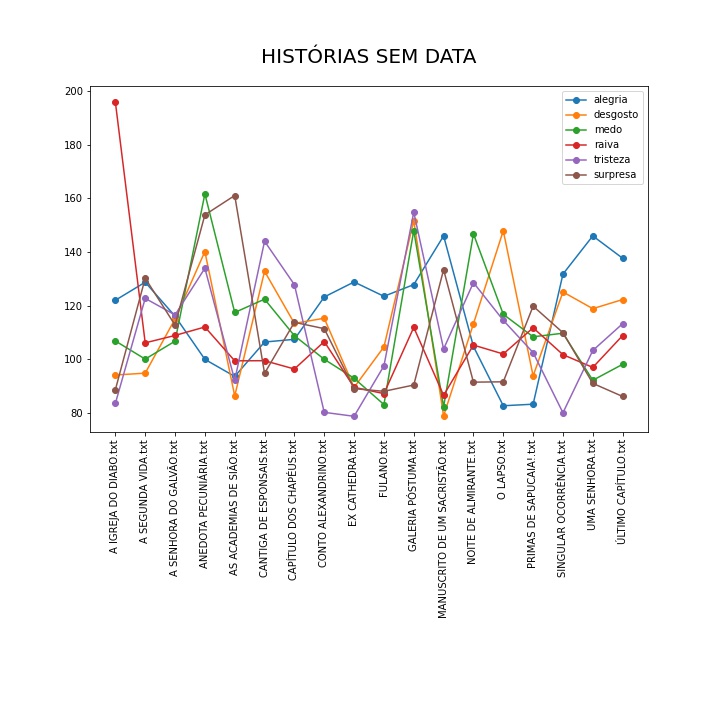 HISTÓRIAS SEM DATA
200
180
160
140
120
100
80
alegria
desgosto
medo
raiva
tristeza
surpresa
A IGREJA DO DIABO.txt
A SEGUNDA VIDA.txt
A SENHORA DO GALVÃO.txt
ANEDOTA PECUNIÁRIA.txt
AS ACADEMIAS DE SIÃO.txt
CANTIGA DE ESPONSAIS.txt
CAPÍTULO DOS CHAPÉUS.txt
CONTO ALEXANDRINO.txt
EX CATHEDRA.txt
FULANO.txt
GALERIA PÓSTUMA.txt
MANUSCRITO DE UM SACRISTÃO.txt
NOITE DE ALMIRANTE.txt
O LAPSO.txt
PRIMAS DE SAPUCAIA!.txt
SINGULAR OCORRÊNCIA.txt
UMA SENHORA.txt
ÚLTIMO CAPÍTULO.txt